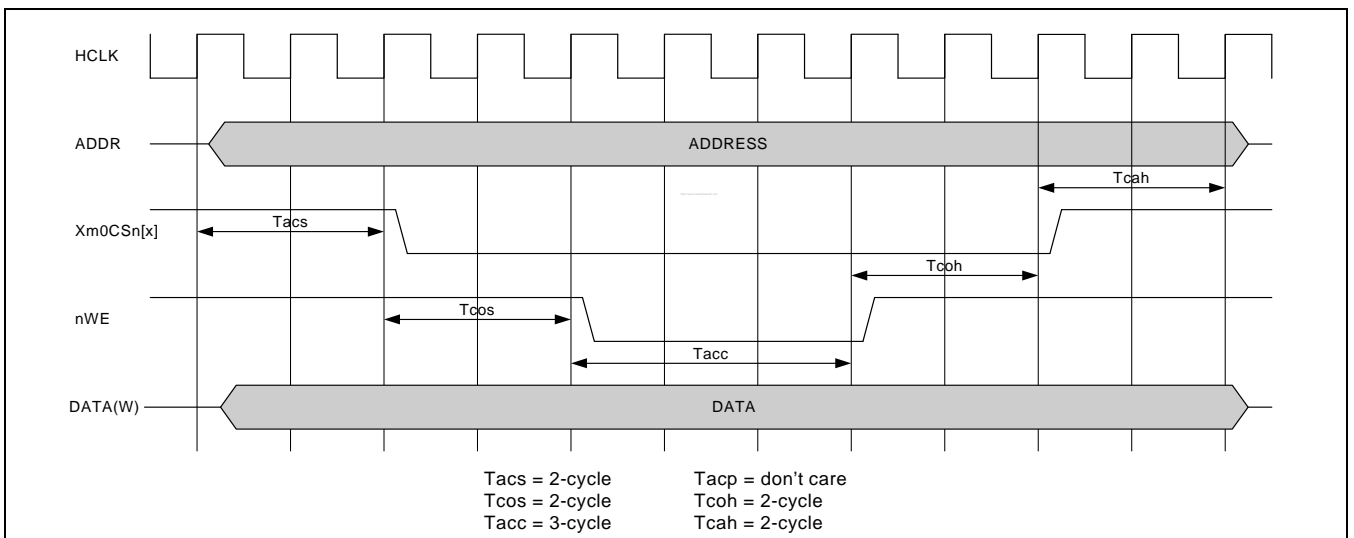 HCLK
ADDR
ADDRESS
Tcah
Xm0CSn[x]
Tacs
Tcoh
nWE
Tcos
Tacc
DATA(W)
DATA
Tacs = 2-cycle
Tacp = don't care
Tcos = 2-cycle
Tcoh = 2-cycle
Tacc = 3-cycle
Tcah = 2-cycle